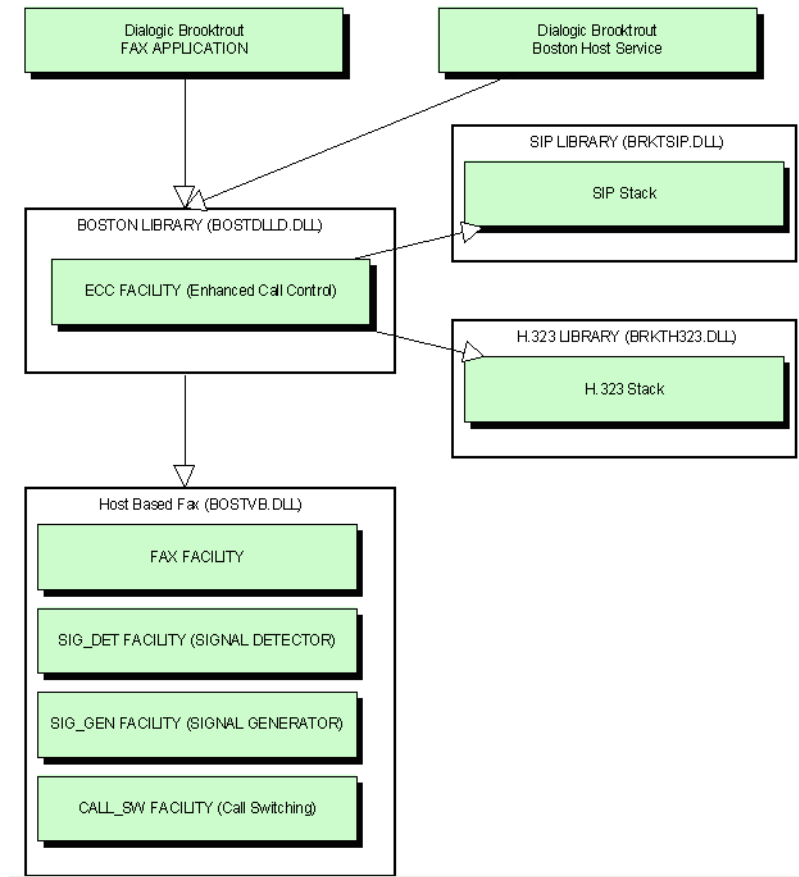 Dialogic Brooktrout
FAX APPLICATION
Dialogic Brooktrout
Boston Host Service
SIP LIBRARY (BRKTSIP.DLL)
SIP Stack
BOSTON LIBRARY (BOSTDLLD.DLL)
ECC FACILITY (Enhanced Call Control)
H.323 LIBRARY (BRKTH323.DLL)
H.323 Stack
Host Based Fax (BOSTVB.DLL)
FAX FACILITY
SIG_DET FACILITY (SIGNAL DETECTOR)
SIG_GEN FACILITY (SIGNAL GENERATOR)
CALL_SW FACILITY (Call Switching)